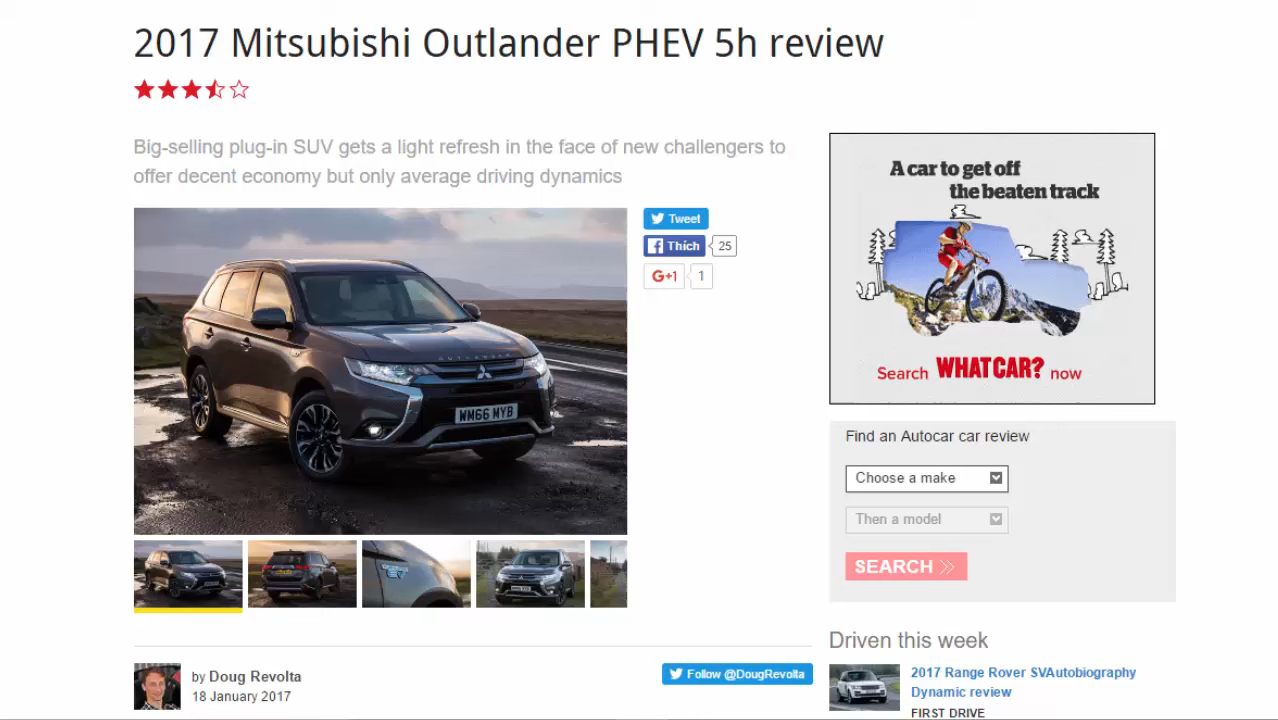 2017 Mitsubishi Outlander PHEV 5h review
Big-selling plug-in SUV gets a light refresh in the face of new challengers to
offer decent economy but only average driving dynamics
Tweet
Thích 25
G+1 1
OUTLANDER
WM66 MYB
by Doug Revolta
18 January 2017
Follow @DougRevolta
A car to get off
the beaten track
Search WHATCAR? now
Find an Autocar car review
Choose a make
Then a model
SEARCH
Driven this week
2017 Range Rover SVAutobiography
Dynamic review
FIRST DRIVE